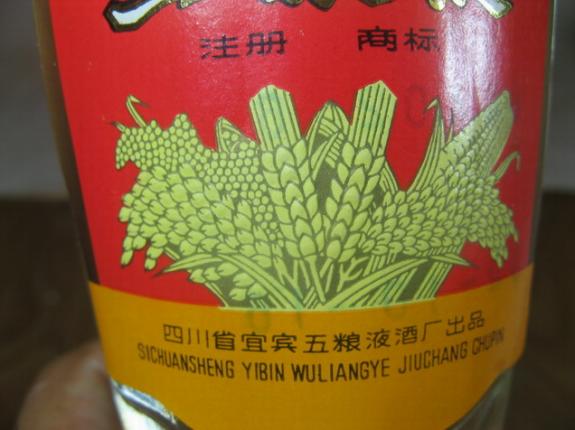 注册 商标
四川省宜宾五粮液酒厂出品
SICHUANSHENG YIBIN WULIANGYE JIUCHANG CHUPIN